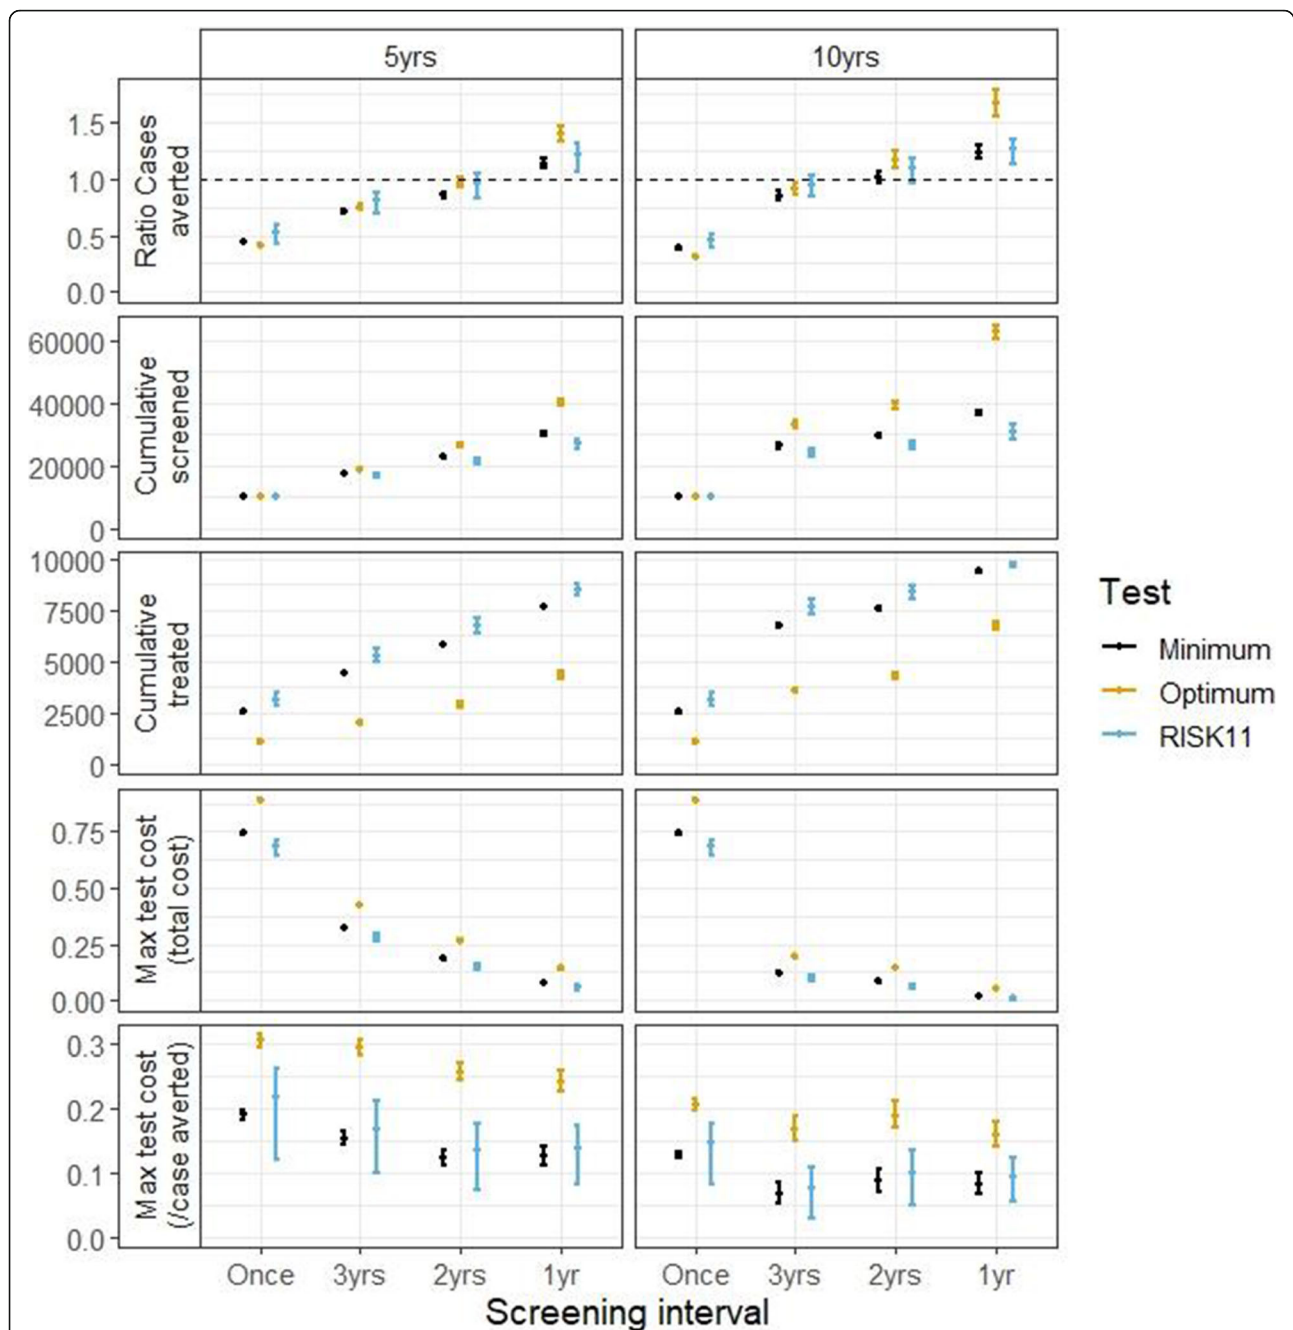 5yrs
10yrs
Ratio Cases
averted
1.5
1.0
0.5
0.0
Cumulative
screened
60000
40000
20000
0
Cumulative
treated
10000
7500
5000
2500
0
Max test cost
(total cost)
0.75
0.50
0.25
0.00
Max test cost
(/case averted)
0.3
0.2
0.1
0.0
Once 3yrs 2yrs 1yr
Once 3yrs 2yrs 1yr
Screening interval
Test
Minimum
Optimum
RISK11